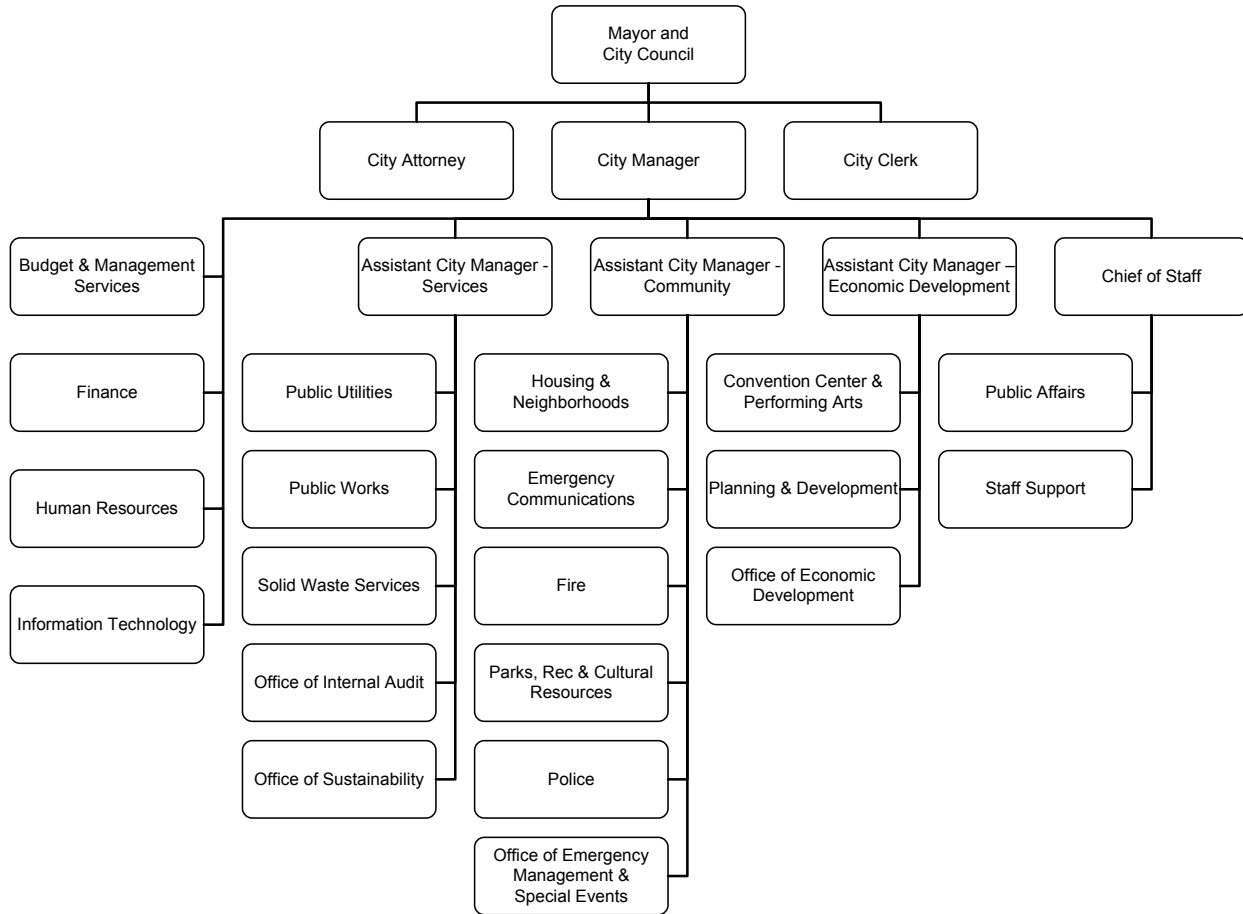 Mayor and
City Council
City Attorney
City Manager
City Clerk
Budget & Management
Services
Assistant City Manager -
Services
Assistant City Manager -
Community
Assistant City Manager –
Economic Development
Chief of Staff
Finance
Human Resources
Information Technology
Public Utilities
Public Works
Solid Waste Services
Office of Internal Audit
Office of Sustainability
Housing &
Neighborhoods
Emergency
Communications
Fire
Parks, Rec & Cultural
Resources
Police
Office of Emergency
Management &
Special Events
Convention Center &
Performing Arts
Planning & Development
Office of Economic
Development
Public Affairs
Staff Support